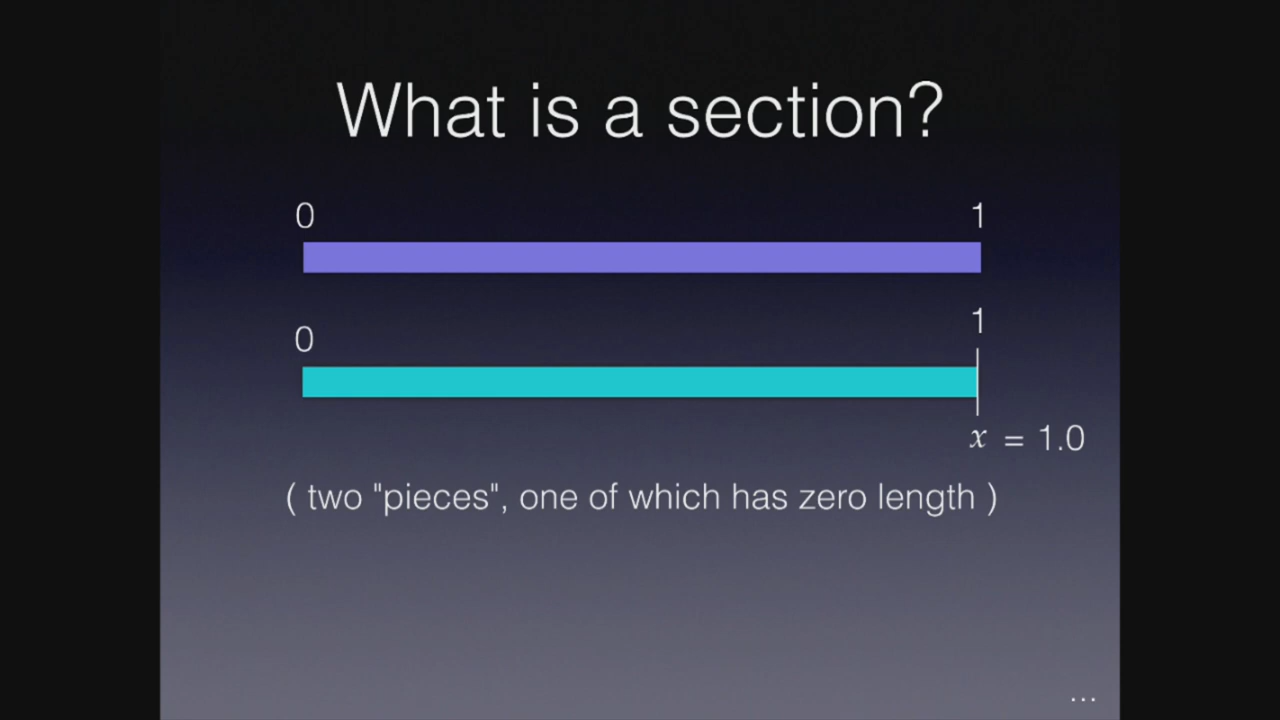 What is a section?
0 1
1
0
x = 1.0
( two "pieces", one of which has zero length )
...